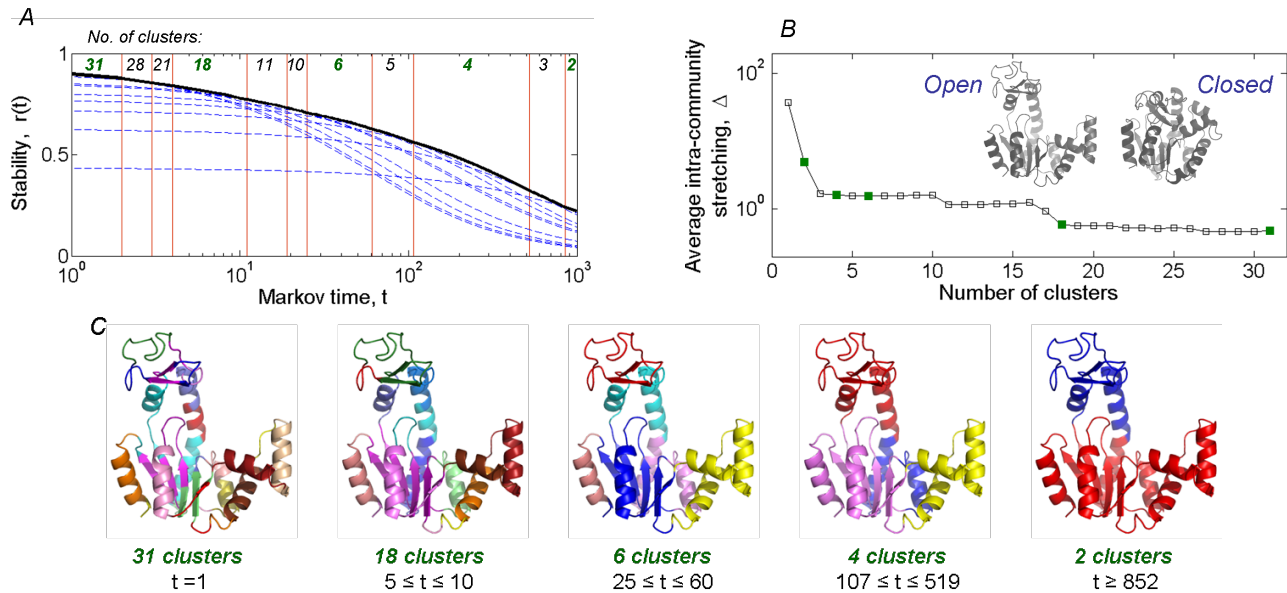 A
No. of clusters:
31 28 21 18 11 10 6 5 4 3 2
1
0.5
0
Stability, r(t)
10^0 10^1 10^2 10^3
Markov time, t
B
Open Closed
10^2
10^0
Average intra-community
stretching, △
0 5 10 15 20 25 30
Number of clusters
C
31 clusters 18 clusters 6 clusters 4 clusters 2 clusters
t =1 5 ≤ t ≤ 10 25 ≤ t ≤ 60 107 ≤ t ≤ 519 t ≥ 852